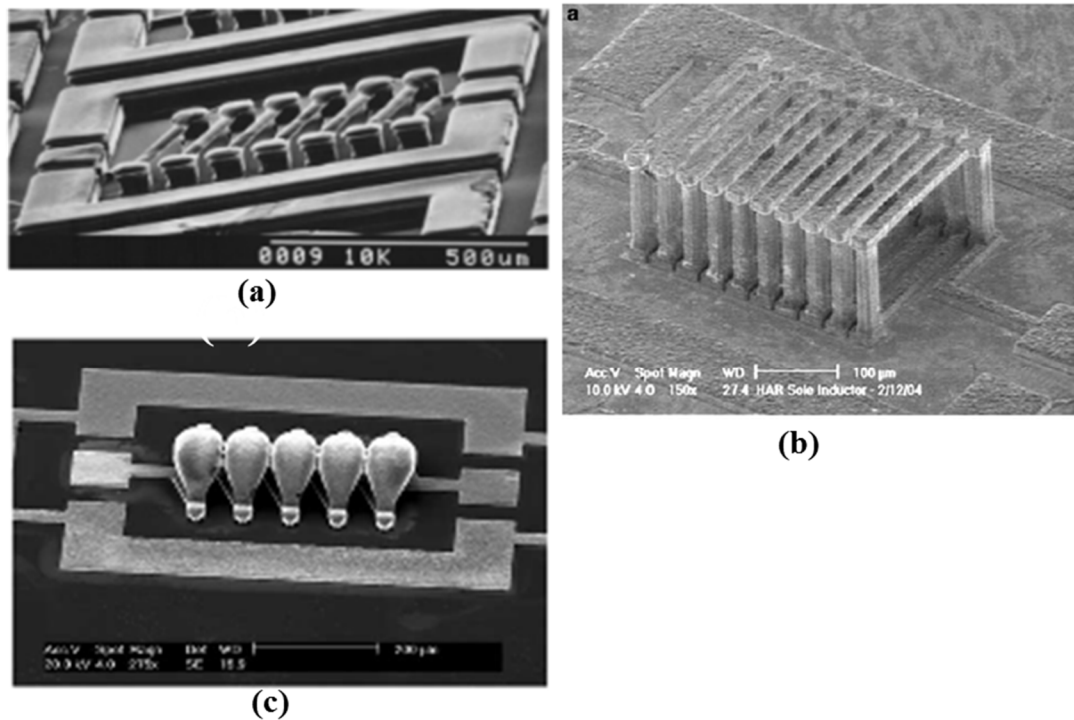 0009 10K 500um
(a)
a
Acc.V Spot Magn WD 100 µm
10.0 kV 4.0 150x 27.4 HAR Sole Inductor - 2/12/04
(b)
Acc.V Spot Magn Det WD 200 µm
20.0 kV 4.0 275x SE 15.9
(c)